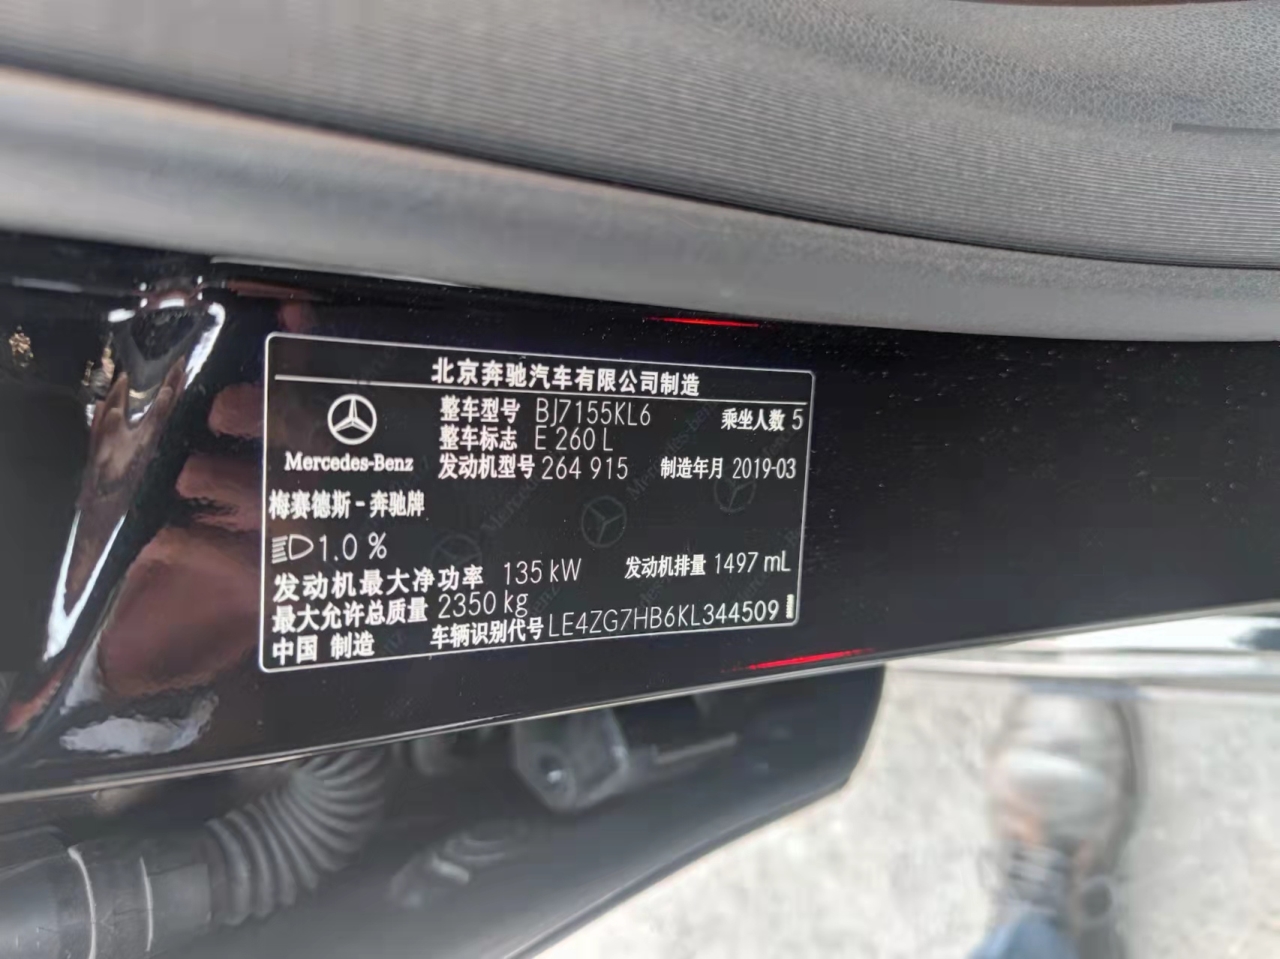 北京奔驰汽车有限公司制造
整车型号 BJ7155KL6 乘坐人数 5
整车标志 E 260 L
发动机型号 264 915 制造年月 2019-03
Mercedes-Benz
梅赛德斯-奔驰牌
1.0 %
发动机最大净功率 135 kW 发动机排量 1497 mL
最大允许总质量 2350 kg
中国 制造 车辆识别代号 LE4ZG7HB6KL344509